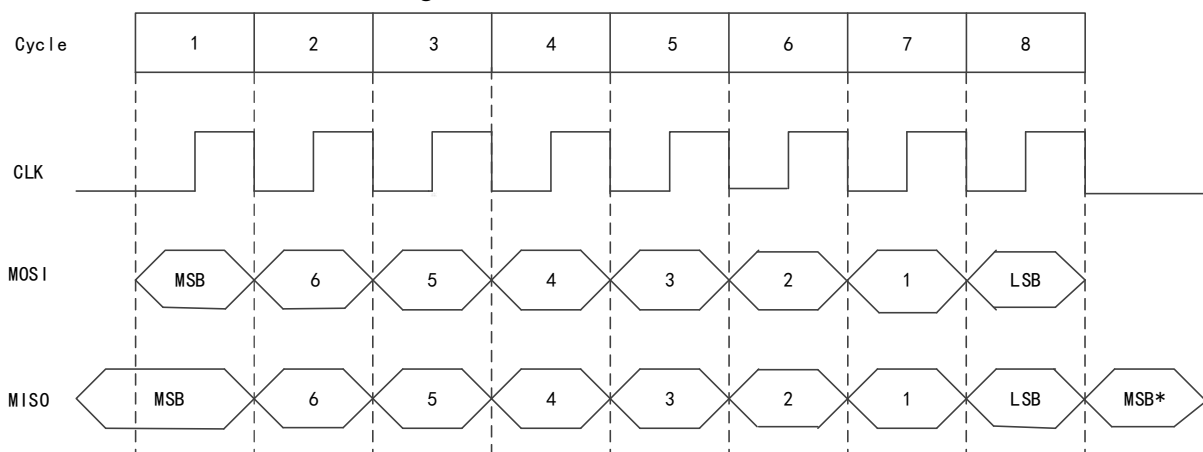 Cycle 1 2 3 4 5 6 7 8
CLK
MOSI MSB 6 5 4 3 2 1 LSB
MISO MSB 6 5 4 3 2 1 LSB MSB*